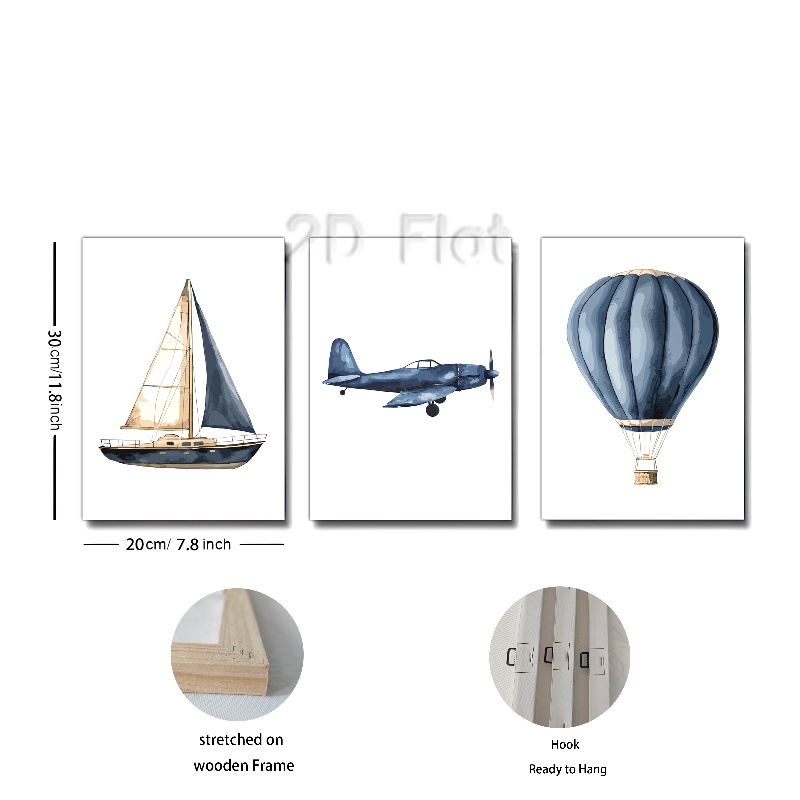 2D Flat
30cm/11.8inch
20cm/ 7.8 inch
stretched on
wooden Frame
Hook
Ready to Hang